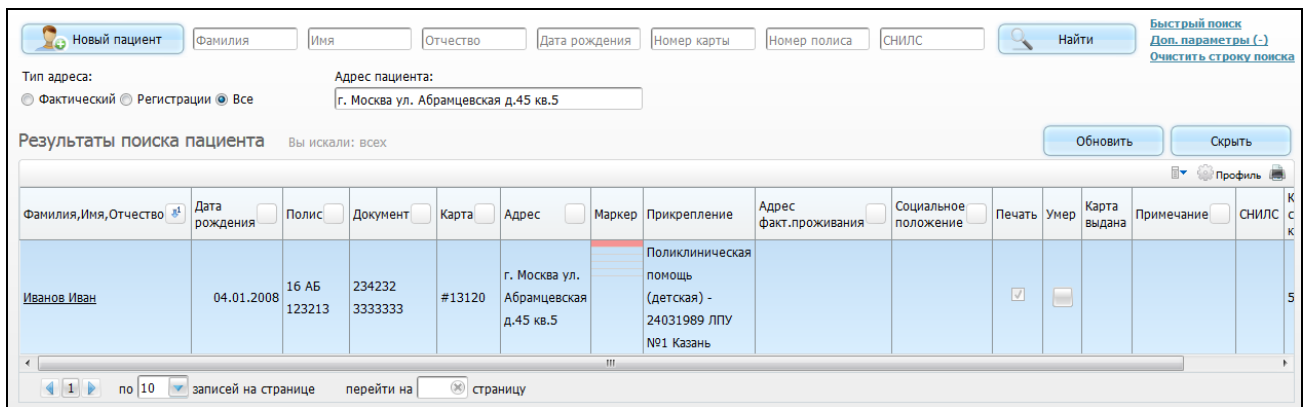 Новый пациент Фамилия Имя Отчество Дата рождения Номер карты Номер полиса СНИЛС Найти
Быстрый поиск
Доп. параметры (-)
Очистить строку поиска
Тип адреса: Адрес пациента:
Фактический Регистрации Все г. Москва ул. Абрамцевская д.45 кв.5
Результаты поиска пациента Вы искали: всех Обновить Скрыть
Профиль
Фамилия,Имя,Отчество
Дата
рождения
Полис
Документ
Карта
Адрес
Маркер
Прикрепление
Адрес
факт.проживания
Социальное
положение
Печать
Умер
Карта
выдана
Примечание
СНИЛС
К
с
к
Иванов Иван
04.01.2008
16 АБ
123213
234232
3333333
#13120
г. Москва ул.
Абрамцевская
д.45 кв.5
Поликлиническая
помощь
(детская) -
24031989 ЛПУ
№1 Казань
5
1 по 10 записей на странице перейти на страницу